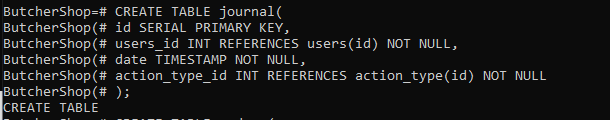 ButcherShop=# CREATE TABLE journal(
ButcherShop(# id SERIAL PRIMARY KEY,
ButcherShop(# users_id INT REFERENCES users(id) NOT NULL,
ButcherShop(# date TIMESTAMP NOT NULL,
ButcherShop(# action_type_id INT REFERENCES action_type(id) NOT NULL
ButcherShop(# );
CREATE TABLE